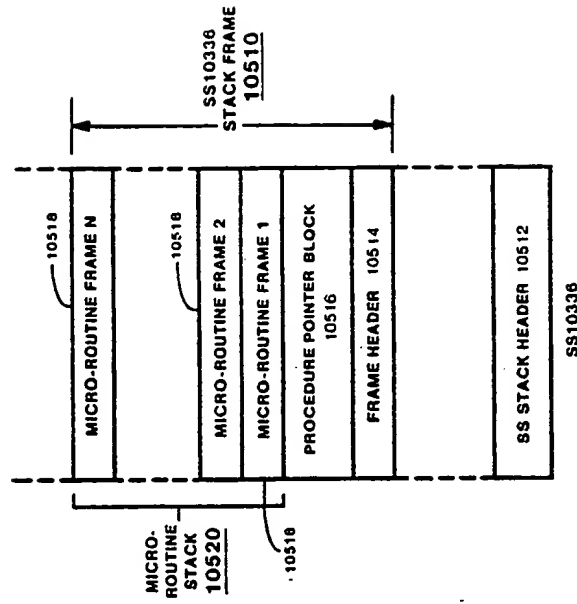 10518
MICRO-ROUTINE FRAME N
SS10336
STACK FRAME
10510
MICRO-
ROUTINE
STACK
10520
10518
MICRO-ROUTINE FRAME 2
MICRO-ROUTINE FRAME 1
10518
PROCEDURE POINTER BLOCK
10516
FRAME HEADER 10514
SS STACK HEADER 10512
SS10336